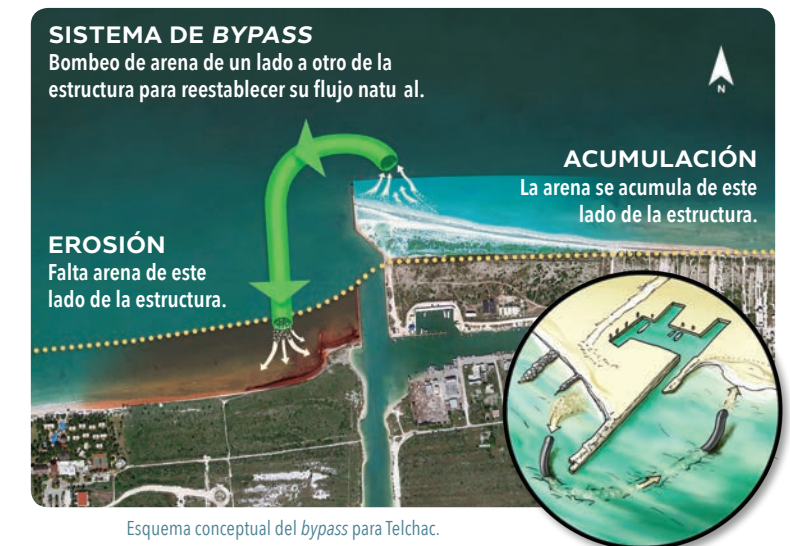 SISTEMA DE BYPASS
Bombeo de arena de un lado a otro de la
estructura para reestablecer su flujo natu al.
N
ACUMULACIÓN
La arena se acumula de este
lado de la estructura.
EROSIÓN
Falta arena de este
lado de la estructura.
Esquema conceptual del bypass para Telchac.